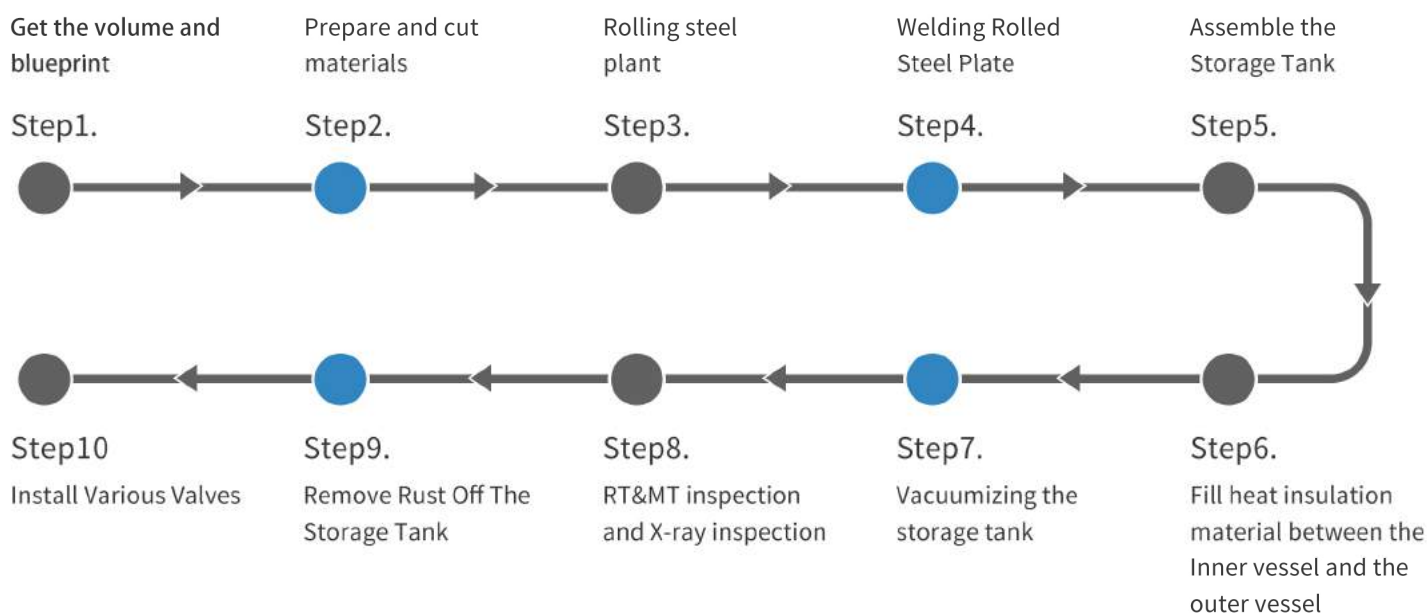 Get the volume and
blueprint
Step1.
Prepare and cut
materials
Step2.
Rolling steel
plant
Step3.
Welding Rolled
Steel Plate
Step4.
Assemble the
Storage Tank
Step5.
Step6.
Fill heat insulation
material between the
Inner vessel and the
outer vessel
Step7.
Vacuumizing the
storage tank
Step8.
RT&MT inspection
and X-ray inspection
Step9.
Remove Rust Off The
Storage Tank
Step10
Install Various Valves